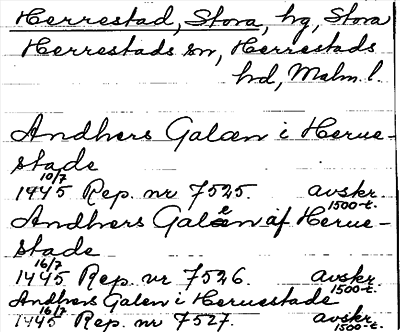 Herrestad, Stora, hg, Stora
Herrestads sn, Herrestads
hd, Malm. l.
Andhers Galæn i Herue-
stade
10/7
1445 Rep. nr 7525. avskr.
1500-t.
Andhers Galen af Herue-
stade
16/7
1445 Rep. nr 7526. avskr.
1500-t.
Andhers Galen i Heruestade
16/7
1445 Rep. nr 7527. avskr.
1500-t.